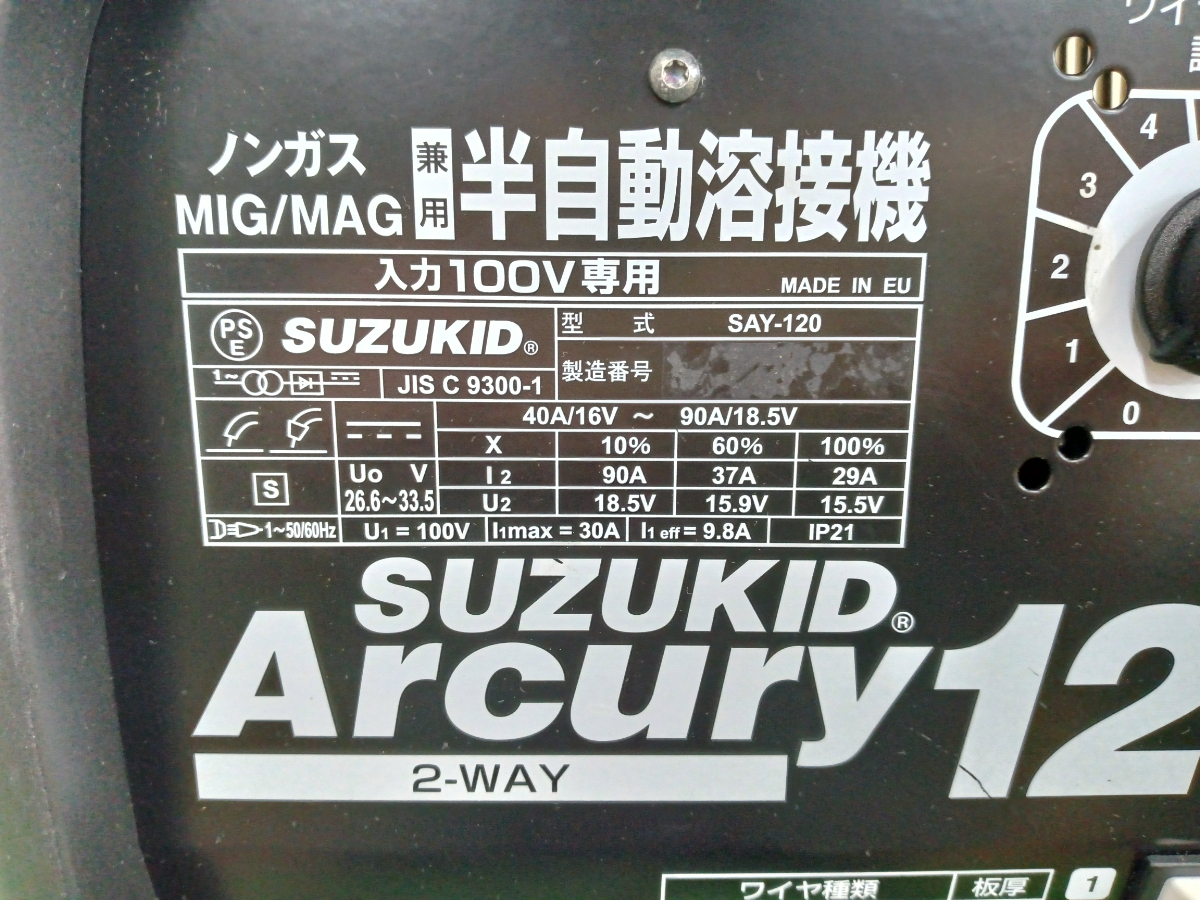 ノンガス
MIG/MAG
兼用
半自動溶接機
入力100V専用 MADE IN EU
PS
E
SUZUKID®
型 式 SAY-120
製造番号
1~
JIS C 9300-1
40A/16V ～ 90A/18.5V
X 10% 60% 100%
I2 90A 37A 29A
U2 18.5V 15.9V 15.5V
S
Uo V
26.6～33.5
1～50/60Hz U1 = 100V I1max = 30A I1 eff = 9.8A IP21
SUZUKID®
Arcury12
2-WAY
4
3
2
1
0
ワイヤ種類 板厚 1